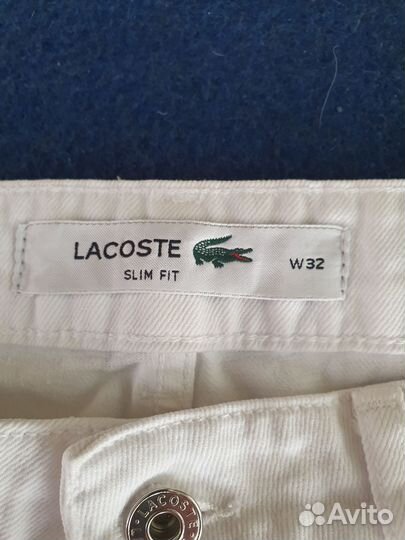 LACOSTE
SLIM FIT
W32
LACOSTE
Avito